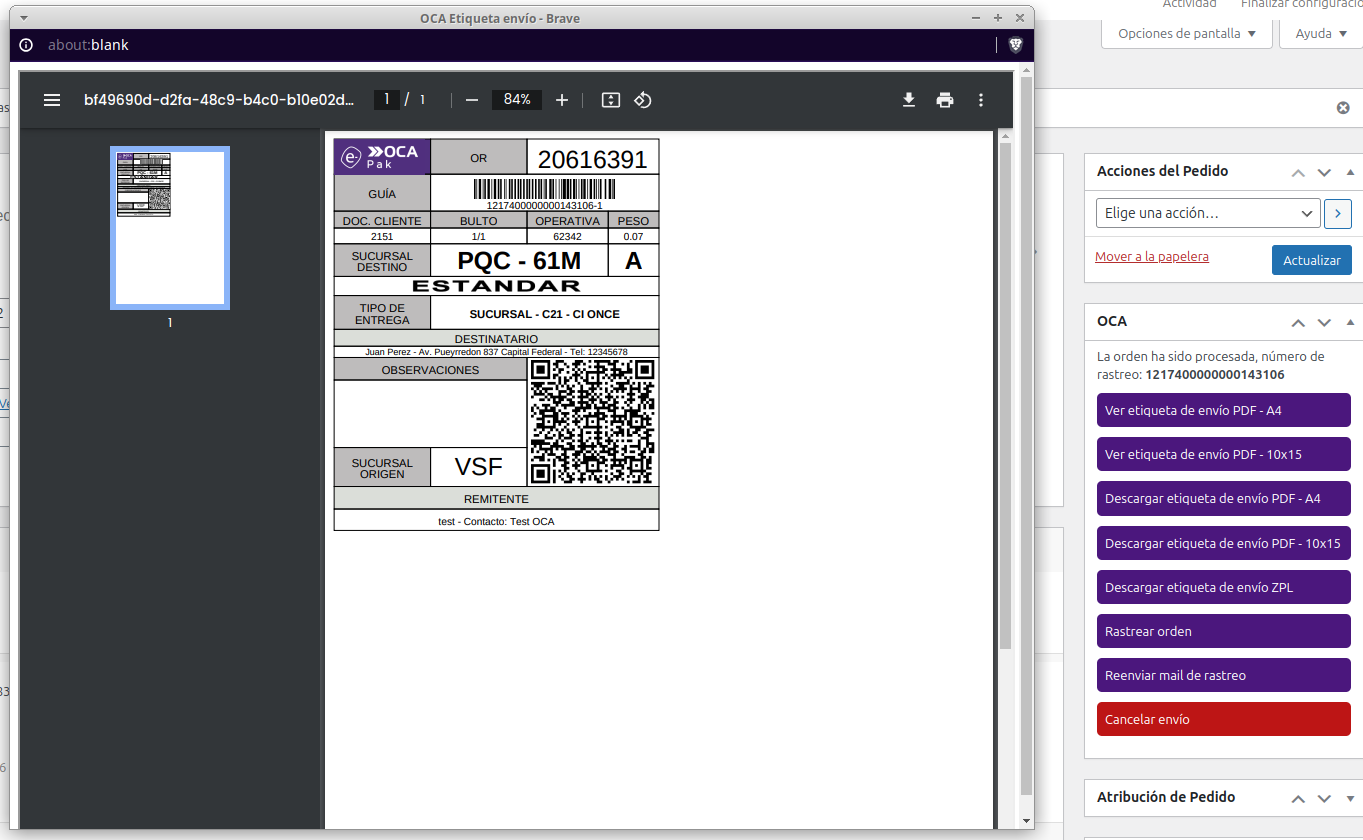 OCA Etiqueta envío - Brave
about:blank
bf49690d-d2fa-48c9-b4c0-b10e02d...
1 / 1
84%
1
e-
OCA
Pak
OR
20616391
GUÍA
1217400000000143106-1
DOC. CLIENTE BULTO OPERATIVA PESO
2151 1/1 62342 0.07
SUCURSAL
DESTINO
PQC - 61M
A
ESTANDAR
TIPO DE
ENTREGA
SUCURSAL - C21 - CI ONCE
DESTINATARIO
Juan Perez - Av. Pueyrredon 837 Capital Federal - Tel: 12345678
OBSERVACIONES
SUCURSAL
ORIGEN
VSF
REMITENTE
test - Contacto: Test OCA
Actividad
Opciones de pantalla
Ayuda
Acciones del Pedido
Elige una acción...
Mover a la papelera
Actualizar
OCA
La orden ha sido procesada, número de
rastreo: 1217400000000143106
Ver etiqueta de envío PDF - A4
Ver etiqueta de envío PDF - 10x15
Descargar etiqueta de envío PDF - A4
Descargar etiqueta de envío PDF - 10x15
Descargar etiqueta de envío ZPL
Rastrear orden
Reenviar mail de rastreo
Cancelar envío
Atribución de Pedido